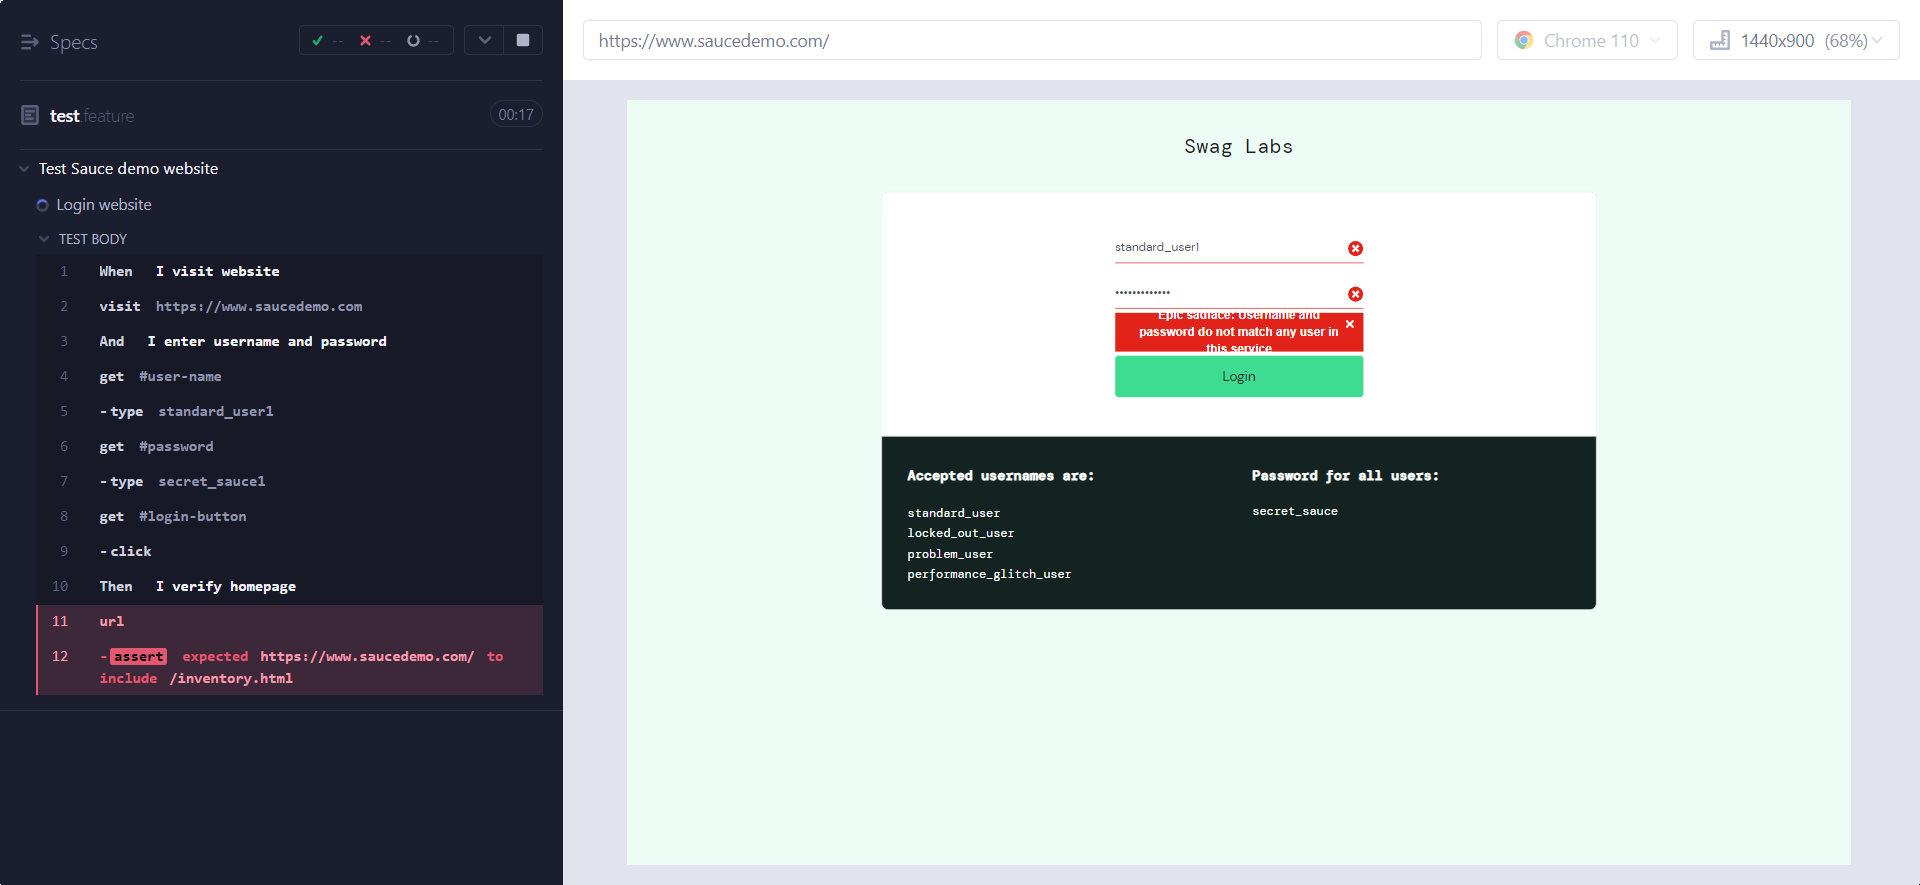 Specs
-- -- --
test feature
00:17
Test Sauce demo website
Login website
TEST BODY
1 When I visit website
2 visit https://www.saucedemo.com
3 And I enter username and password
4 get #user-name
5 -type standard_user1
6 get #password
7 -type secret_sauce1
8 get #login-button
9 -click
10 Then I verify homepage
11 url
12 -assert expected https://www.saucedemo.com/ to
include /inventory.html
https://www.saucedemo.com/
Chrome 110
1440x900 (68%)
Swag Labs
standard_user1
•••••••••••••
Epic sadface: Username and
password do not match any user in
this service
Login
Accepted usernames are:
standard_user
locked_out_user
problem_user
performance_glitch_user
Password for all users:
secret_sauce